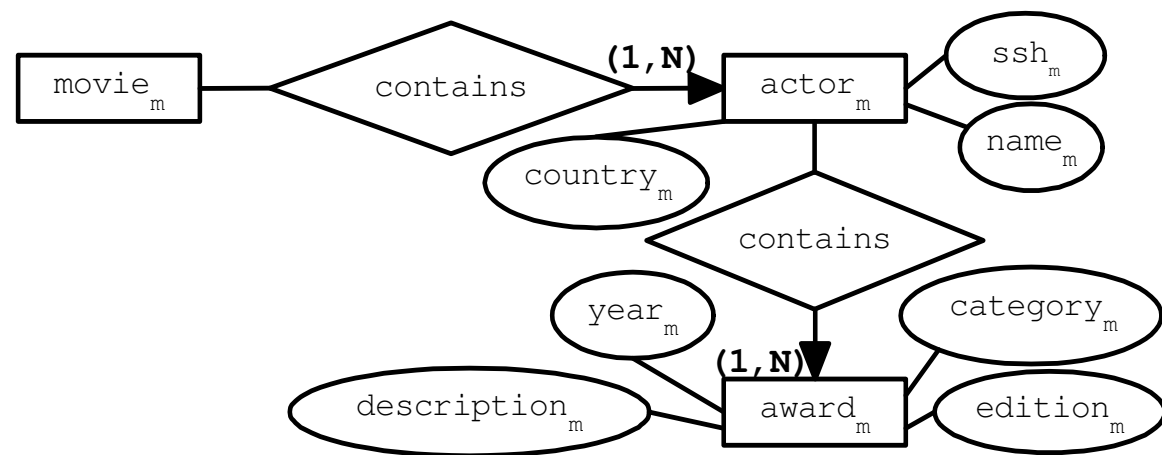 movie_m
contains
(1,N)
actor_m
ssh_m
name_m
country_m
contains
year_m
category_m
(1,N)
description_m
award_m
edition_m